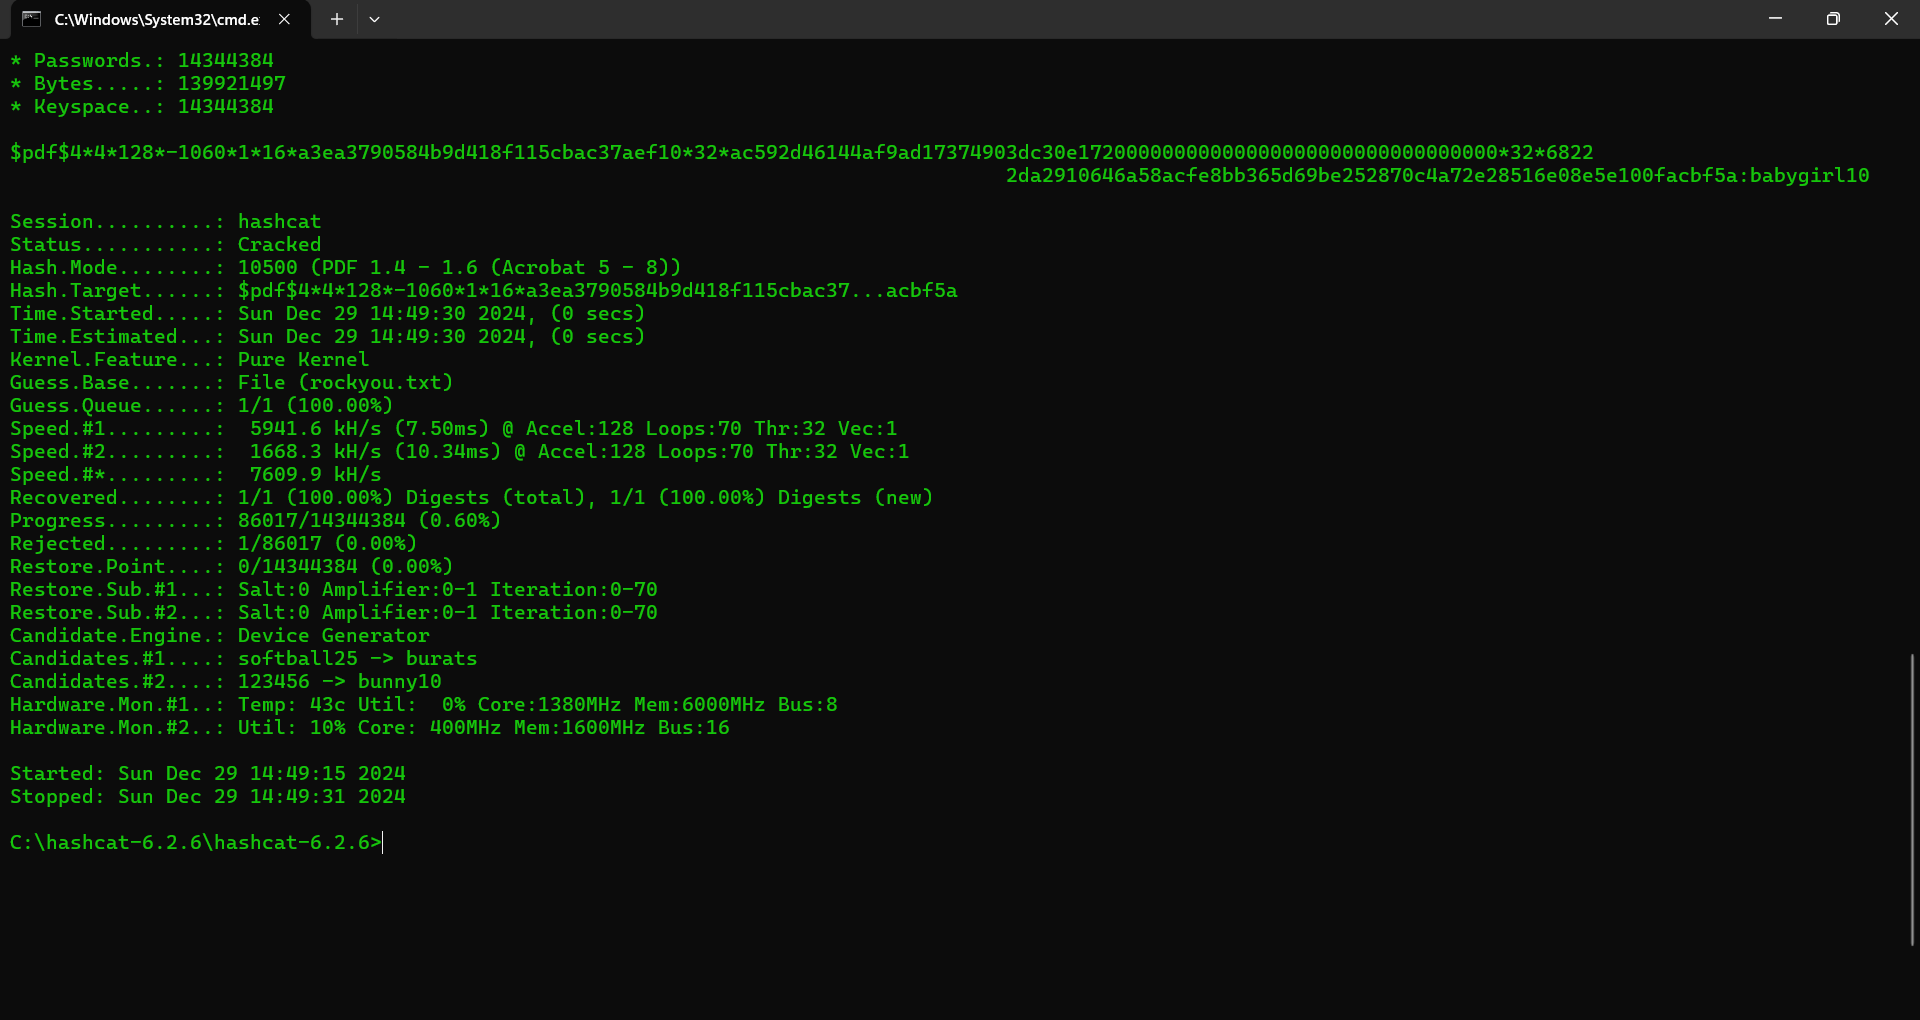 C:\Windows\System32\cmd.e
* Passwords.: 14344384
* Bytes.....: 139921497
* Keyspace..: 14344384
$pdf$4*4*128*-1060*1*16*a3ea3790584b9d418f115cbac37aef10*32*ac592d46144af9ad17374903dc30e17200000000000000000000000000000000*32*6822
2da2910646a58acfe8bb365d69be252870c4a72e28516e08e5e100facbf5a:babygirl10
Session..........: hashcat
Status...........: Cracked
Hash.Mode........: 10500 (PDF 1.4 - 1.6 (Acrobat 5 - 8))
Hash.Target......: $pdf$4*4*128*-1060*1*16*a3ea3790584b9d418f115cbac37...acbf5a
Time.Started.....: Sun Dec 29 14:49:30 2024, (0 secs)
Time.Estimated...: Sun Dec 29 14:49:30 2024, (0 secs)
Kernel.Feature...: Pure Kernel
Guess.Base.......: File (rockyou.txt)
Guess.Queue......: 1/1 (100.00%)
Speed.#1.........:  5941.6 kH/s (7.50ms) @ Accel:128 Loops:70 Thr:32 Vec:1
Speed.#2.........:  1668.3 kH/s (10.34ms) @ Accel:128 Loops:70 Thr:32 Vec:1
Speed.#*.........:  7609.9 kH/s
Recovered........: 1/1 (100.00%) Digests (total), 1/1 (100.00%) Digests (new)
Progress.........: 86017/14344384 (0.60%)
Rejected.........: 1/86017 (0.00%)
Restore.Point....: 0/14344384 (0.00%)
Restore.Sub.#1...: Salt:0 Amplifier:0-1 Iteration:0-70
Restore.Sub.#2...: Salt:0 Amplifier:0-1 Iteration:0-70
Candidate.Engine.: Device Generator
Candidates.#1....: softball25 -> burats
Candidates.#2....: 123456 -> bunny10
Hardware.Mon.#1..: Temp: 43c Util:  0% Core:1380MHz Mem:6000MHz Bus:8
Hardware.Mon.#2..: Util: 10% Core: 400MHz Mem:1600MHz Bus:16
Started: Sun Dec 29 14:49:15 2024
Stopped: Sun Dec 29 14:49:31 2024
C:\hashcat-6.2.6\hashcat-6.2.6>